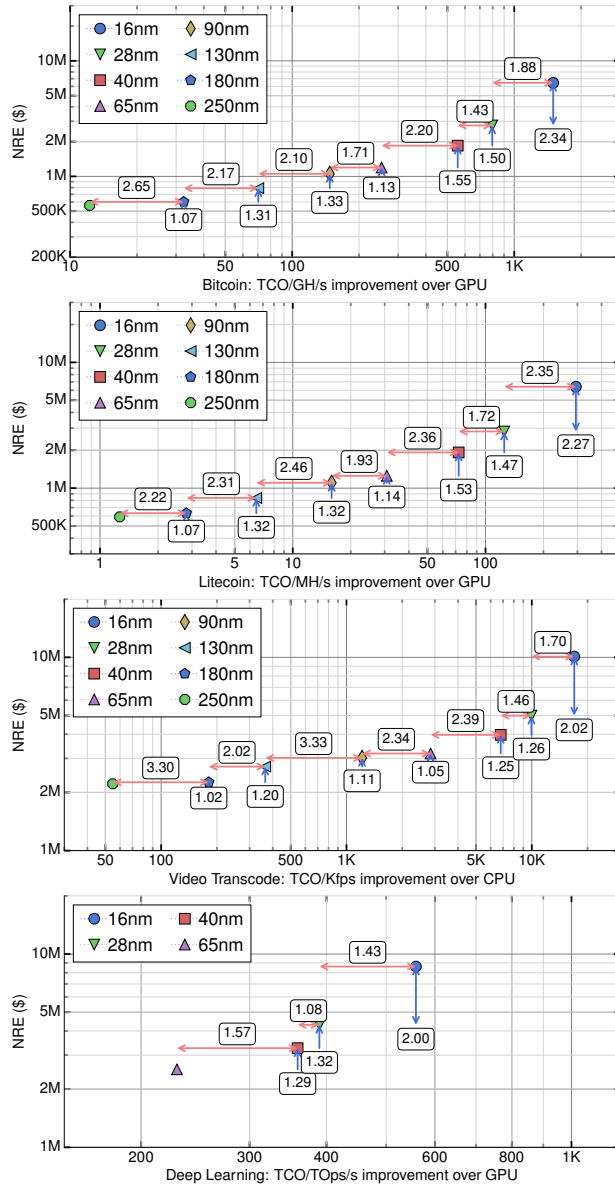 16nm 90nm
28nm 130nm
40nm 180nm
65nm 250nm
NRE ($)
5M
2M
1M
500K
200K
2.65
1.07
2.17
1.31
2.10
1.33
1.71
1.13
2.20
1.55
1.43
1.50
1.88
2.34
10 50 100 500 1K
Bitcoin: TCO/GH/s improvement over GPU
16nm 90nm
28nm 130nm
40nm 180nm
65nm 250nm
NRE ($)
10M
5M
2M
1M
500K
2.22
1.07
2.31
1.32
2.46
1.32
1.93
1.14
2.36
1.53
1.72
1.47
2.35
2.27
1 5 10 50 100
Litecoin: TCO/MH/s improvement over GPU
16nm 90nm
28nm 130nm
40nm 180nm
65nm 250nm
NRE ($)
10M
5M
2M
1M
3.30
1.02
2.02
1.20
3.33
1.11
2.34
1.05
2.39
1.25
1.46
1.26
1.70
2.02
50 100 500 1K 5K 10K
Video Transcode: TCO/Kfps improvement over CPU
16nm 40nm
28nm 65nm
NRE ($)
10M
5M
2M
1M
1.57
1.29
1.08
1.32
1.43
2.00
200 300 400 600 800 1K
Deep Learning: TCO/TOps/s improvement over GPU